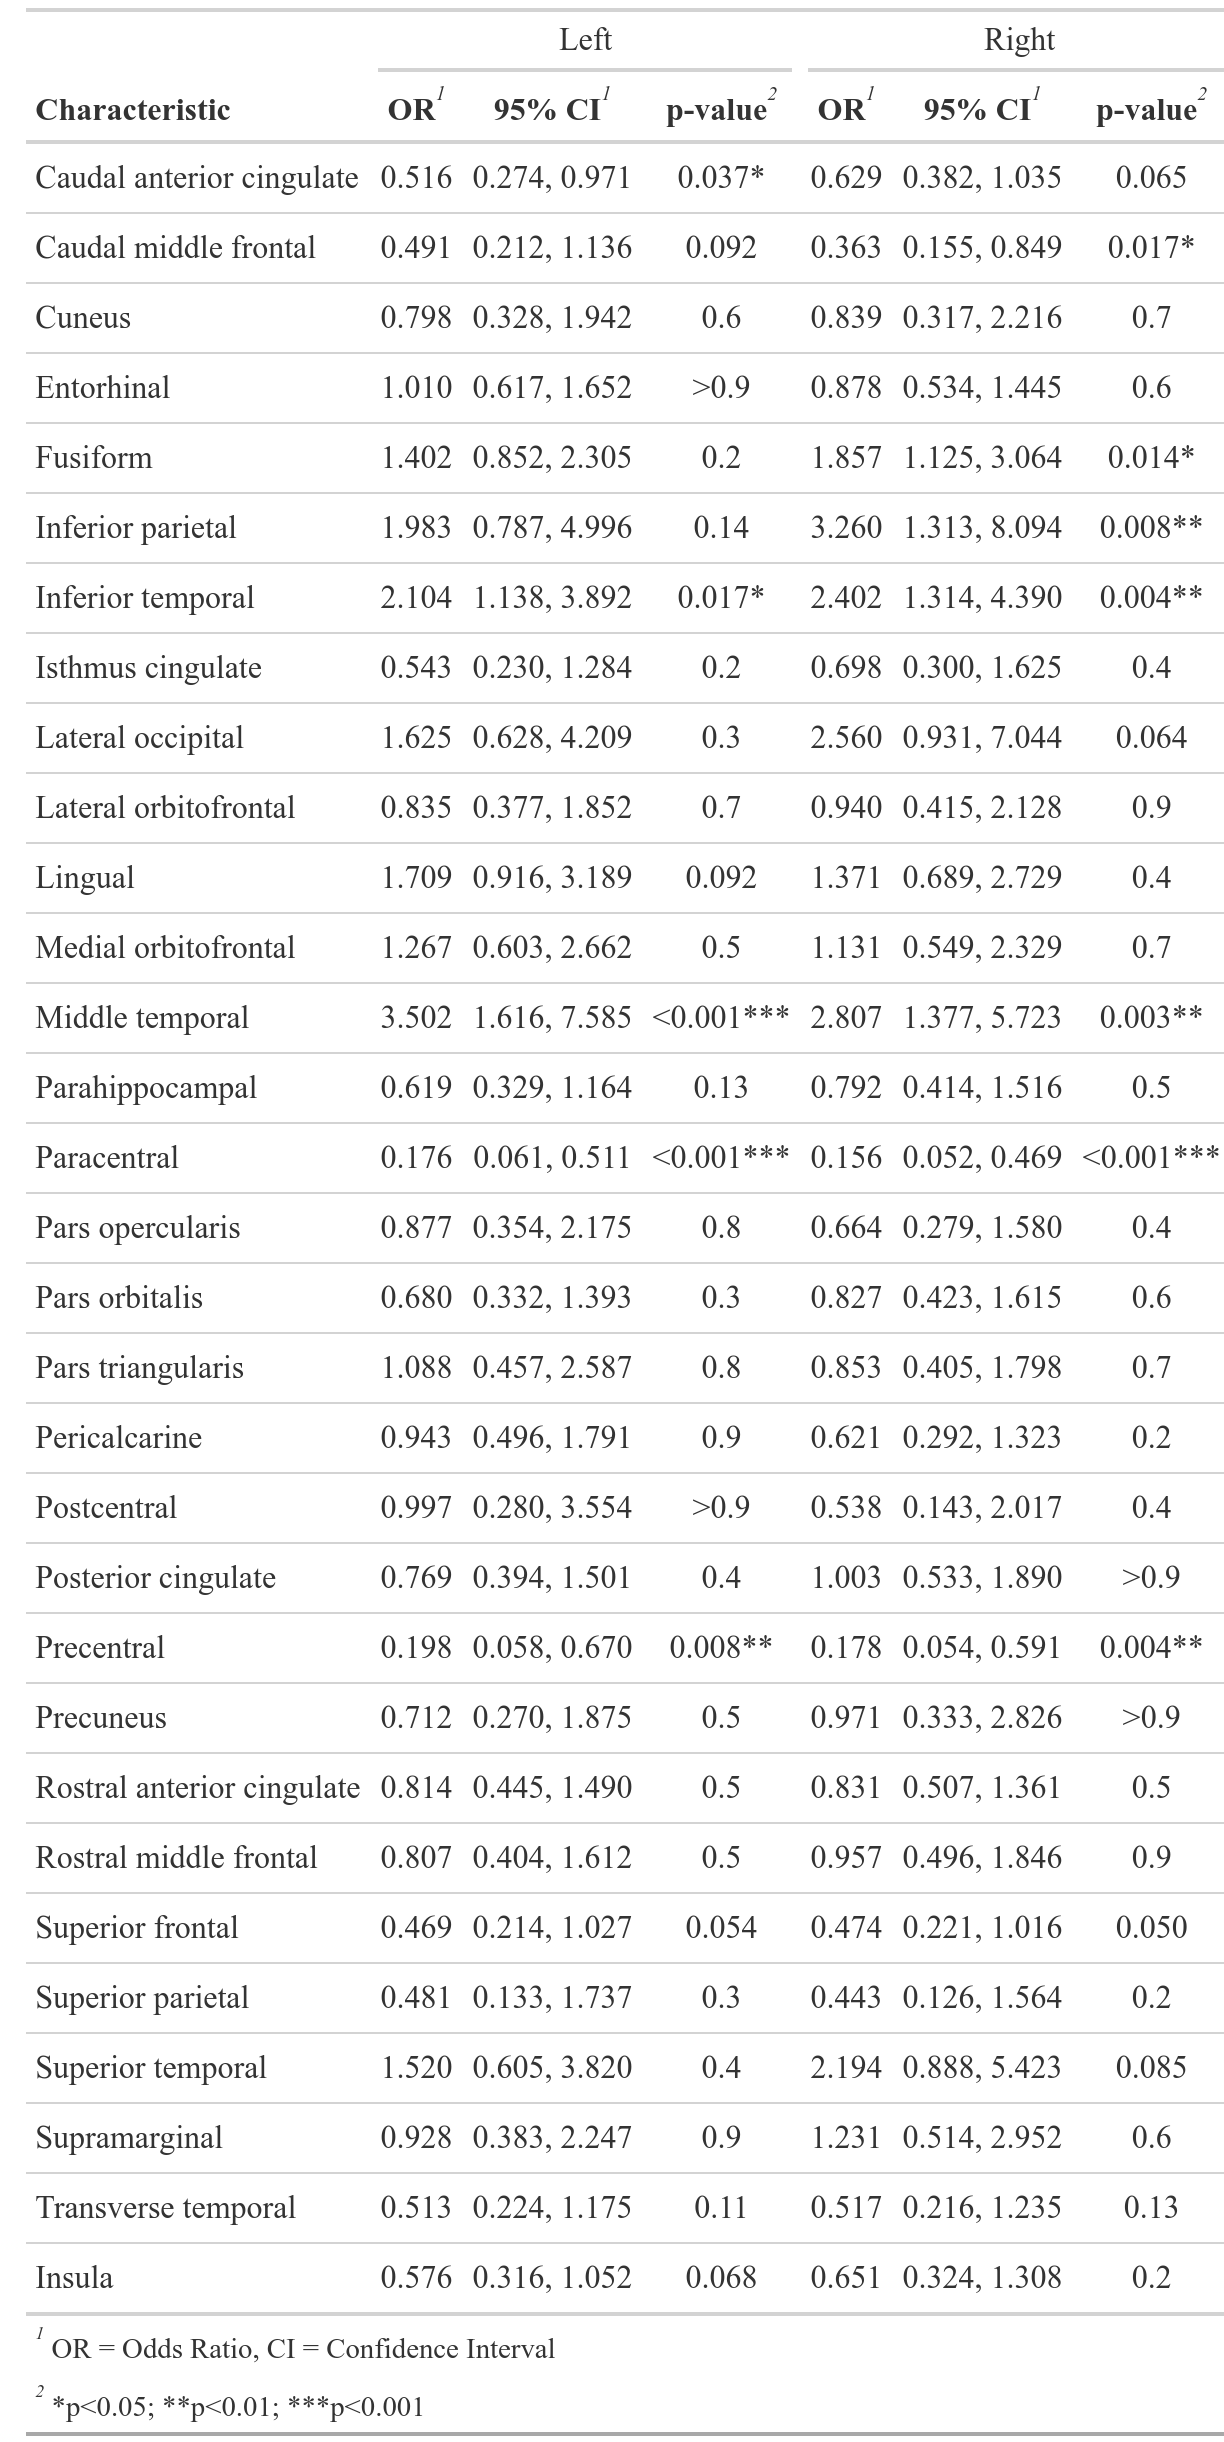 Left Right
Characteristic OR1 95% CI1 p-value2 OR1 95% CI1 p-value2
Caudal anterior cingulate 0.516 0.274, 0.971 0.037* 0.629 0.382, 1.035 0.065
Caudal middle frontal 0.491 0.212, 1.136 0.092 0.363 0.155, 0.849 0.017*
Cuneus 0.798 0.328, 1.942 0.6 0.839 0.317, 2.216 0.7
Entorhinal 1.010 0.617, 1.652 >0.9 0.878 0.534, 1.445 0.6
Fusiform 1.402 0.852, 2.305 0.2 1.857 1.125, 3.064 0.014*
Inferior parietal 1.983 0.787, 4.996 0.14 3.260 1.313, 8.094 0.008**
Inferior temporal 2.104 1.138, 3.892 0.017* 2.402 1.314, 4.390 0.004**
Isthmus cingulate 0.543 0.230, 1.284 0.2 0.698 0.300, 1.625 0.4
Lateral occipital 1.625 0.628, 4.209 0.3 2.560 0.931, 7.044 0.064
Lateral orbitofrontal 0.835 0.377, 1.852 0.7 0.940 0.415, 2.128 0.9
Lingual 1.709 0.916, 3.189 0.092 1.371 0.689, 2.729 0.4
Medial orbitofrontal 1.267 0.603, 2.662 0.5 1.131 0.549, 2.329 0.7
Middle temporal 3.502 1.616, 7.585 <0.001*** 2.807 1.377, 5.723 0.003**
Parahippocampal 0.619 0.329, 1.164 0.13 0.792 0.414, 1.516 0.5
Paracentral 0.176 0.061, 0.511 <0.001*** 0.156 0.052, 0.469 <0.001***
Pars opercularis 0.877 0.354, 2.175 0.8 0.664 0.279, 1.580 0.4
Pars orbitalis 0.680 0.332, 1.393 0.3 0.827 0.423, 1.615 0.6
Pars triangularis 1.088 0.457, 2.587 0.8 0.853 0.405, 1.798 0.7
Pericalcarine 0.943 0.496, 1.791 0.9 0.621 0.292, 1.323 0.2
Postcentral 0.997 0.280, 3.554 >0.9 0.538 0.143, 2.017 0.4
Posterior cingulate 0.769 0.394, 1.501 0.4 1.003 0.533, 1.890 >0.9
Precentral 0.198 0.058, 0.670 0.008** 0.178 0.054, 0.591 0.004**
Precuneus 0.712 0.270, 1.875 0.5 0.971 0.333, 2.826 >0.9
Rostral anterior cingulate 0.814 0.445, 1.490 0.5 0.831 0.507, 1.361 0.5
Rostral middle frontal 0.807 0.404, 1.612 0.5 0.957 0.496, 1.846 0.9
Superior frontal 0.469 0.214, 1.027 0.054 0.474 0.221, 1.016 0.050
Superior parietal 0.481 0.133, 1.737 0.3 0.443 0.126, 1.564 0.2
Superior temporal 1.520 0.605, 3.820 0.4 2.194 0.888, 5.423 0.085
Supramarginal 0.928 0.383, 2.247 0.9 1.231 0.514, 2.952 0.6
Transverse temporal 0.513 0.224, 1.175 0.11 0.517 0.216, 1.235 0.13
Insula 0.576 0.316, 1.052 0.068 0.651 0.324, 1.308 0.2
1 OR = Odds Ratio, CI = Confidence Interval
2 *p<0.05; **p<0.01; ***p<0.001